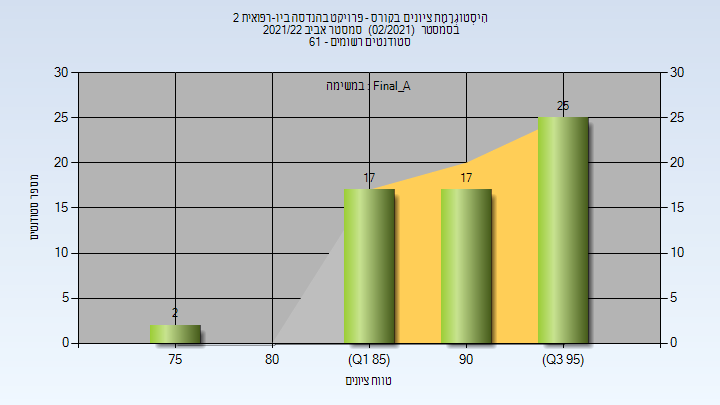 היסטוגרמת ציונים בקורס - פרויקט בהנדסה ביו-רפואית 2
בסמסטר (02/2021) סמסטר אביב 2021/22
סטודנטים רשומים - 61
במשימה : Final_A
מספר סטודנטים
30 30
25 25
20 20
15 15
10 10
5 5
0 0
2 17 17 25
75 80 (Q1 85) 90 (Q3 95)
טווח ציונים